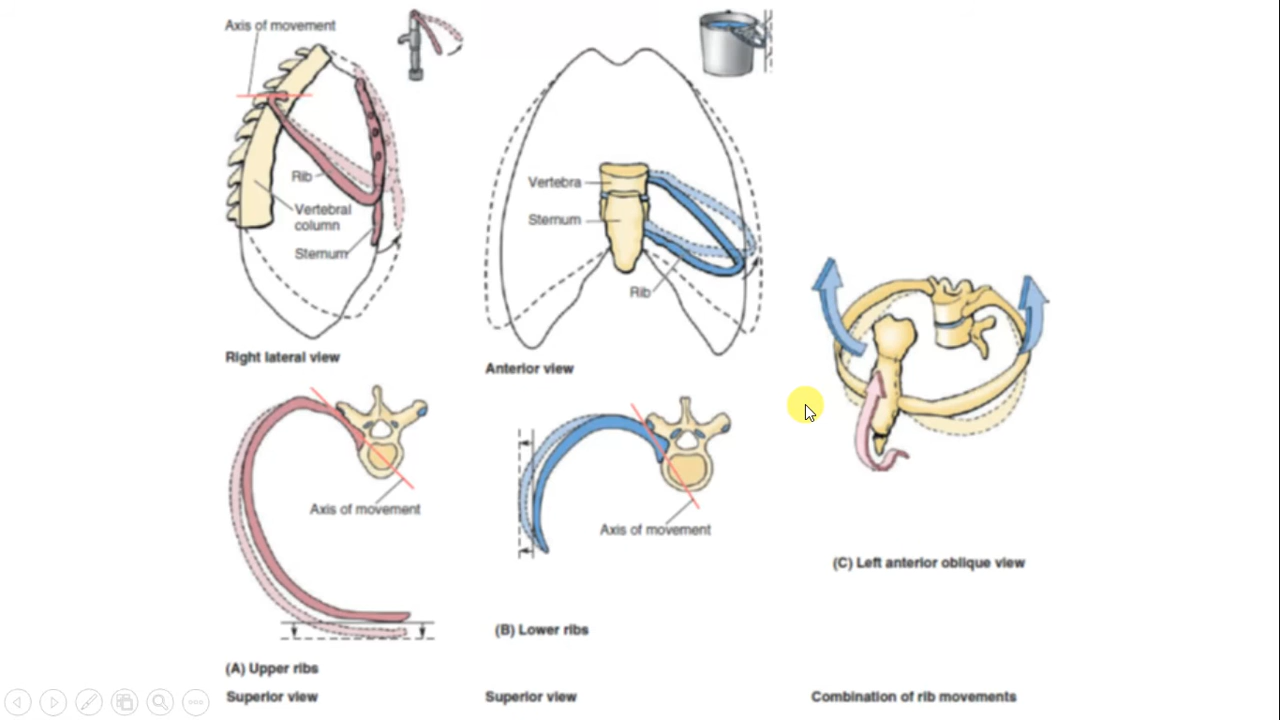 Axis of movement
Rib
Vertebral
column
Sternum
Right lateral view
Vertebra
Sternum
Rib
Anterior view
Axis of movement
(A) Upper ribs
Superior view
Axis of movement
(B) Lower ribs
Superior view
(C) Left anterior oblique view
Combination of rib movements